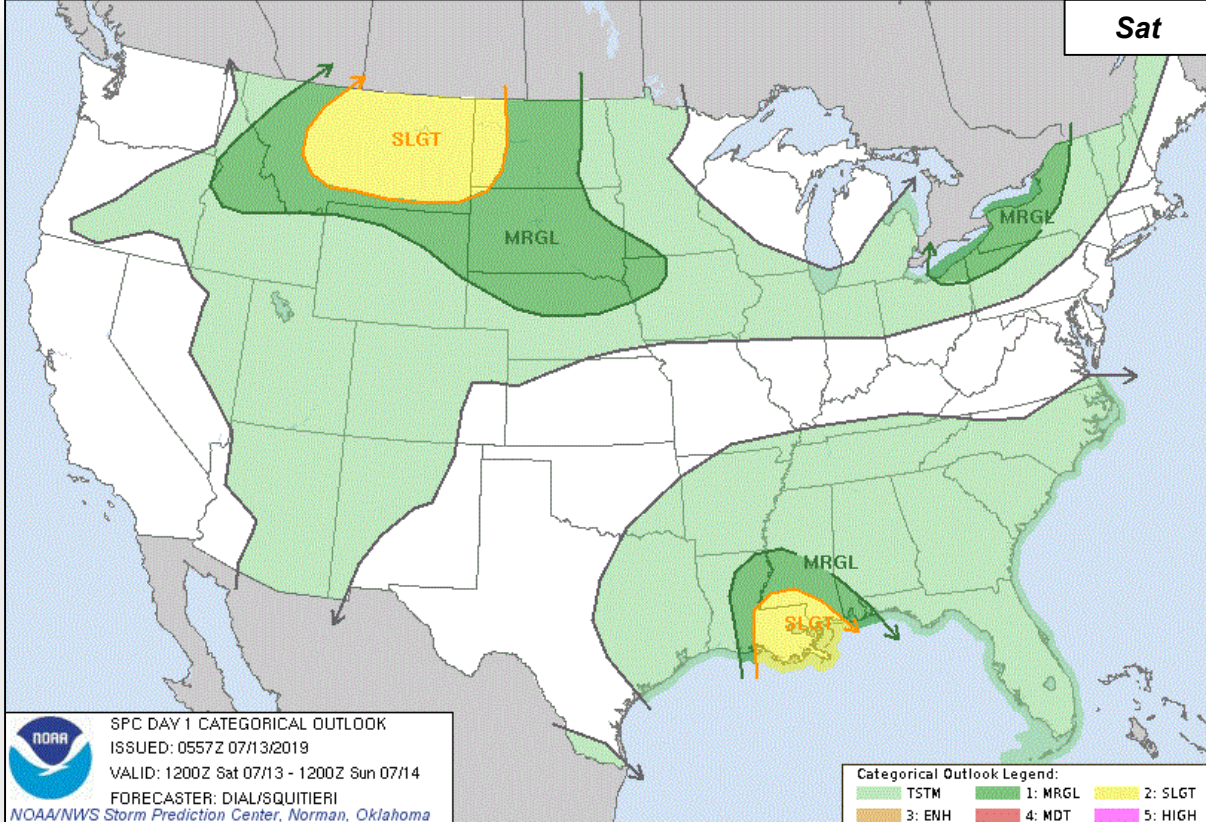 Sat
SLGT
MRGL
MRGL
MRGL
SLGT
NOAA
SPC DAY 1 CATEGORICAL OUTLOOK
ISSUED: 0557Z 07/13/2019
VALID: 1200Z Sat 07/13 - 1200Z Sun 07/14
FORECASTER: DIAL/SQUITIERI
NOAA/NWS Storm Prediction Center, Norman, Oklahoma
Categorical Outlook Legend:
TSTM 1: MRGL 2: SLGT
3: ENH 4: MDT 5: HIGH